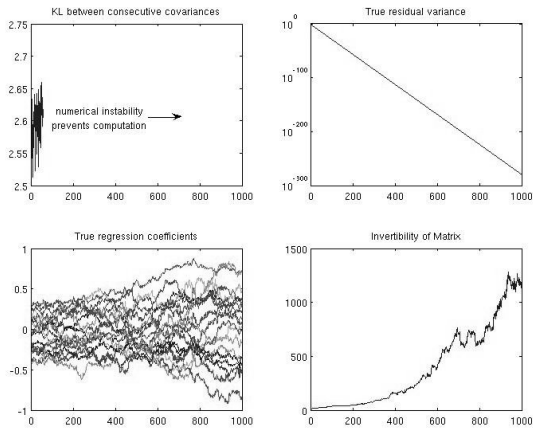 KL between consecutive covariances
2.75
2.7
2.65
2.6
2.55
2.5
numerical instability
prevents computation
0 200 400 600 800 1000
True residual variance
10^0
10^-100
10^-200
10^-300
0 200 400 600 800 1000
True regression coefficients
1
0.5
0
-0.5
-1
0 200 400 600 800 1000
Invertibility of Matrix
1500
1000
500
0
0 200 400 600 800 1000